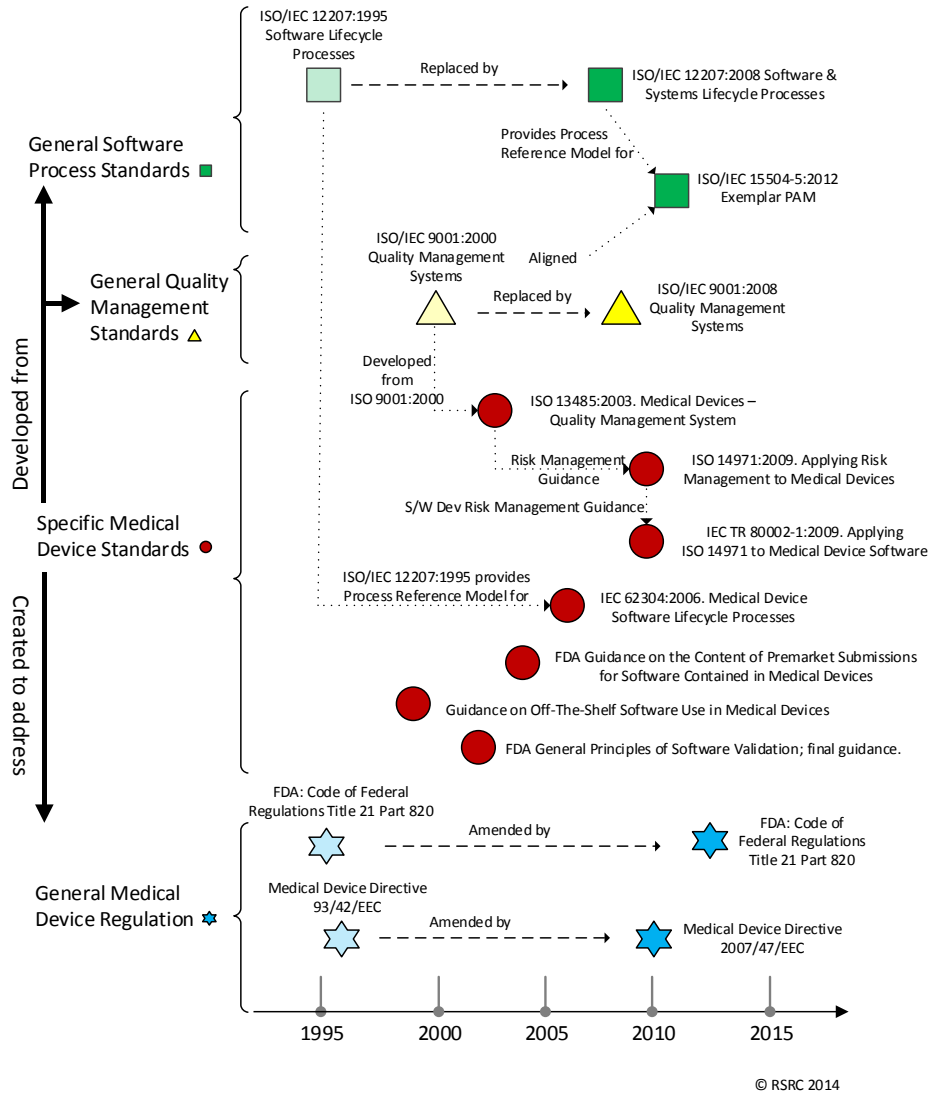 ISO/IEC 12207:1995
Software Lifecycle
Processes
Replaced by
ISO/IEC 12207:2008 Software &
Systems Lifecycle Processes
General Software
Process Standards
Provides Process
Reference Model for
ISO/IEC 15504-5:2012
Exemplar PAM
ISO/IEC 9001:2000
Quality Management
Systems
Aligned
General Quality
Management
Standards
Replaced by
ISO/IEC 9001:2008
Quality Management
Systems
Developed from
Developed
from
ISO 9001:2000
ISO 13485:2003. Medical Devices –
Quality Management System
Risk Management
Guidance
ISO 14971:2009. Applying Risk
Management to Medical Devices
S/W Dev Risk Management Guidance
Specific Medical
Device Standards
IEC TR 80002-1:2009. Applying
ISO 14971 to Medical Device Software
ISO/IEC 12207:1995 provides
Process Reference Model for
IEC 62304:2006. Medical Device
Software Lifecycle Processes
Created to address
FDA Guidance on the Content of Premarket Submissions
for Software Contained in Medical Devices
Guidance on Off-The-Shelf Software Use in Medical Devices
FDA General Principles of Software Validation; final guidance.
FDA: Code of Federal
Regulations Title 21 Part 820
Amended by
FDA: Code of
Federal Regulations
Title 21 Part 820
General Medical
Device Regulation
Medical Device Directive
93/42/EEC
Amended by
Medical Device Directive
2007/47/EEC
1995 2000 2005 2010 2015
© RSRC 2014